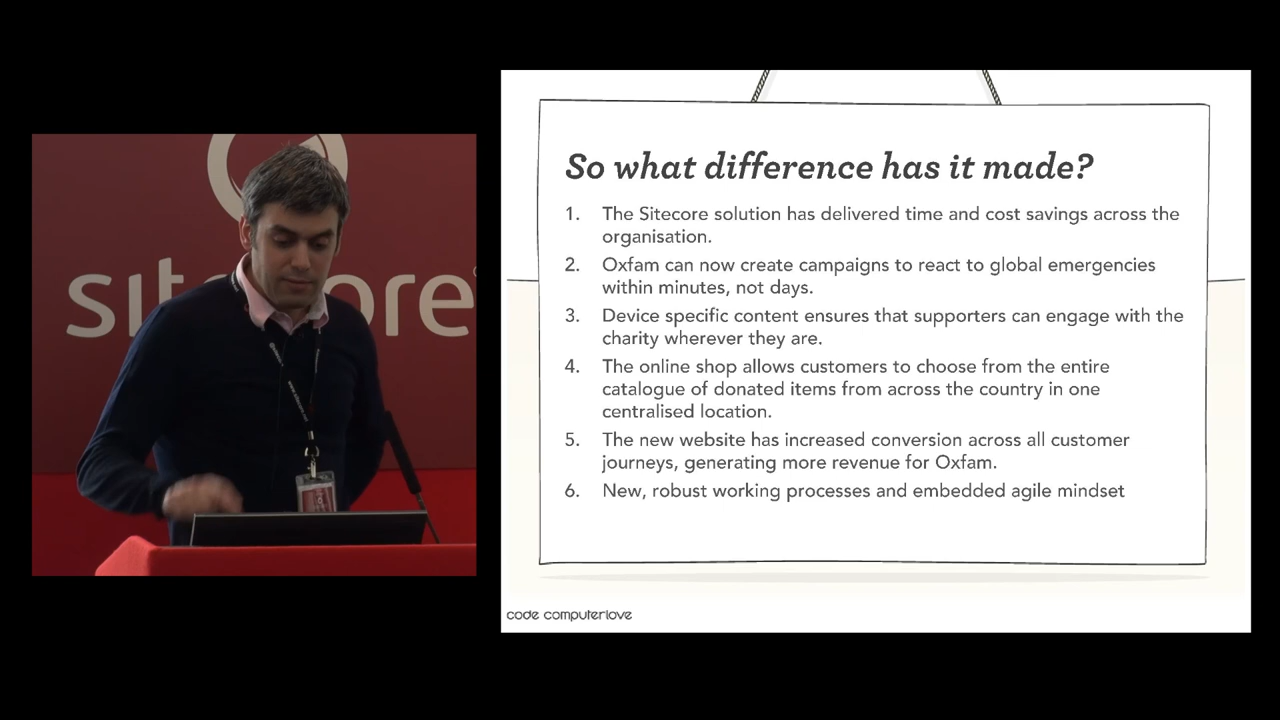 sitecore
So what difference has it made?
1. The Sitecore solution has delivered time and cost savings across the
organisation.
2. Oxfam can now create campaigns to react to global emergencies
within minutes, not days.
3. Device specific content ensures that supporters can engage with the
charity wherever they are.
4. The online shop allows customers to choose from the entire
catalogue of donated items from across the country in one
centralised location.
5. The new website has increased conversion across all customer
journeys, generating more revenue for Oxfam.
6. New, robust working processes and embedded agile mindset
code computerlove